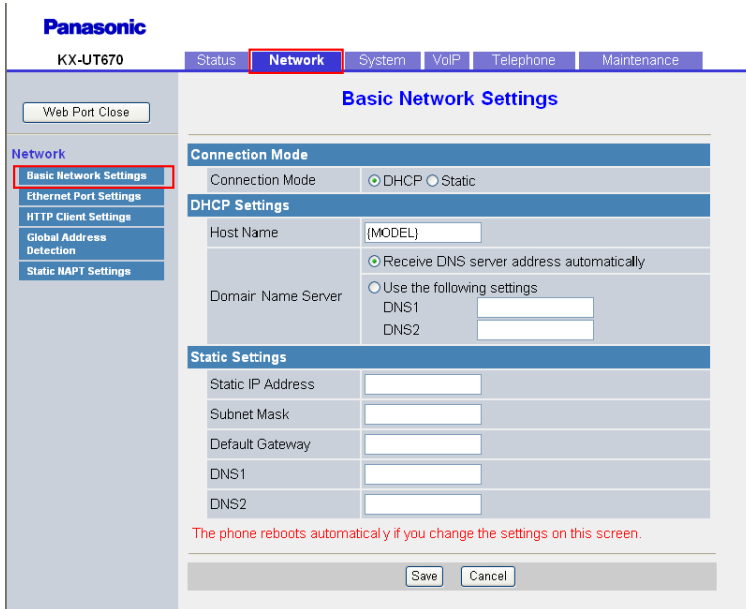 Panasonic
KX-UT670
Status Network System VoIP Telephone Maintenance
Web Port Close
Basic Network Settings
Network
Basic Network Settings
Ethernet Port Settings
HTTP Client Settings
Global Address
Detection
Static NAPT Settings
Connection Mode
Connection Mode DHCP Static
DHCP Settings
Host Name {MODEL}
Domain Name Server
Receive DNS server address automatically
Use the following settings
DNS1
DNS2
Static Settings
Static IP Address
Subnet Mask
Default Gateway
DNS1
DNS2
The phone reboots automatically if you change the settings on this screen.
Save Cancel